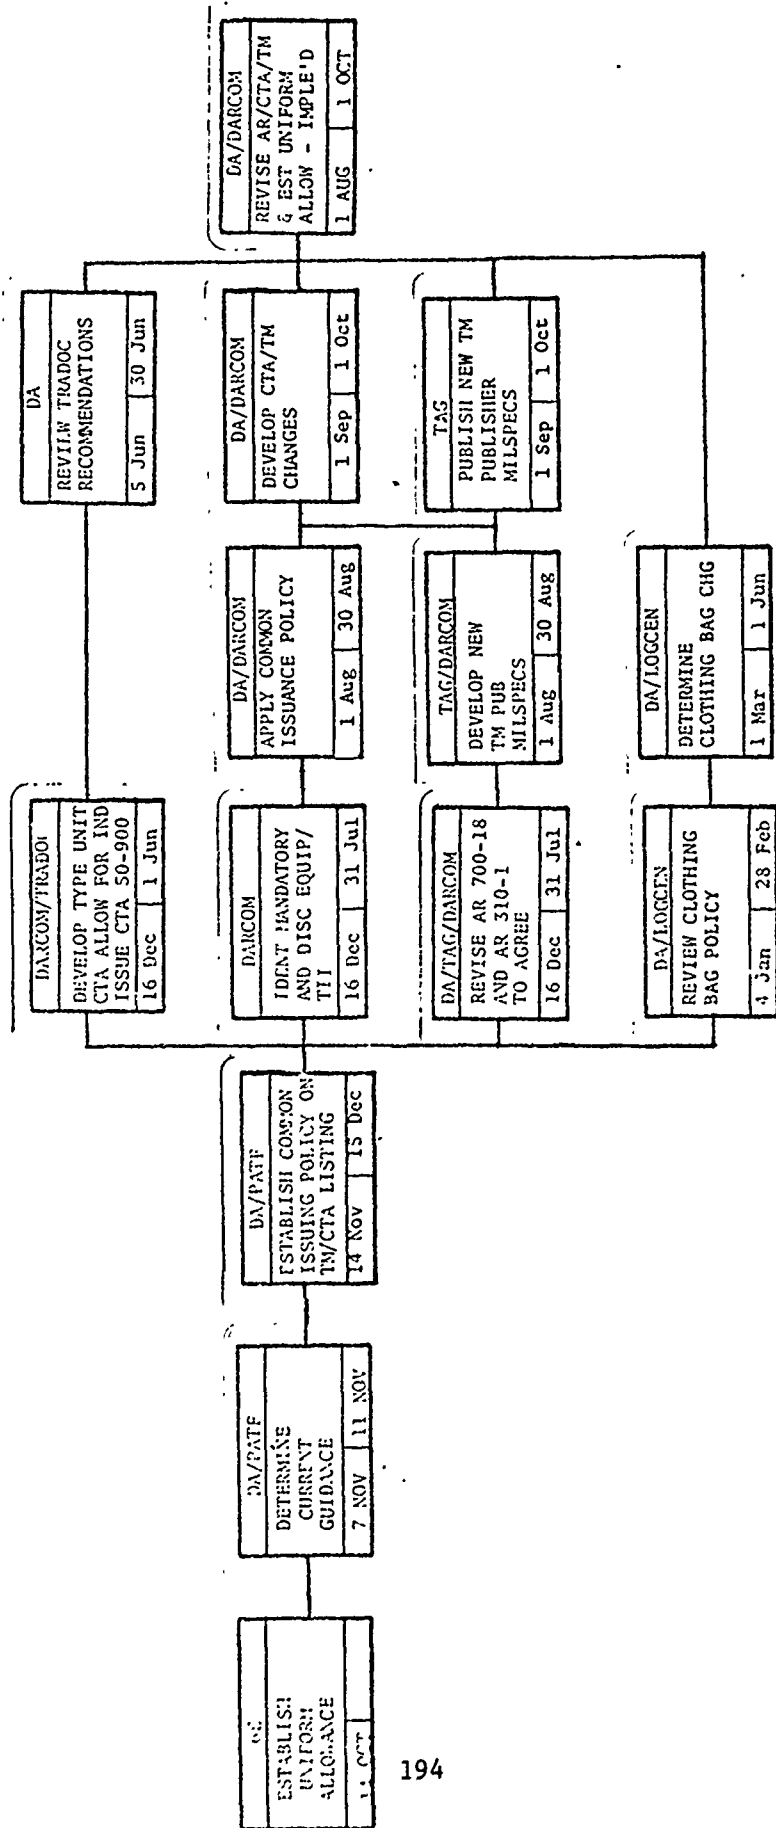 ESTABLISH
UNIFORM
ALLOWANCE
OCT
DA/PATF
DETERMINE
CURRENT
GUIDANCE
7 NOV 11 NOV
DA/PATF
ESTABLISH COMMON
ISSUING POLICY ON
TM/CTA LISTING
14 Nov 15 Dec
DARCOM/TRADOC
DEVELOP TYPE UNIT
CTA ALLOW FOR IND
ISSUE CTA 50-900
16 Dec 1 Jun
DA
REVIEW TRADOC
RECOMMENDATIONS
5 Jun 30 Jun
DARCOM
IDENT MANDATORY
AND DISC EQUIP/
16 Dec 31 Jul
DA/DARCOM
APPLY COMMON
ISSUANCE POLICY
1 Aug 30 Aug
DA/DARCOM
DEVELOP CTA/TM
CHANGES
1 Sep 1 Oct
DA/TAG/DARCOM
REVISE AR 700-18
AND AR 310-1
TO AGREE
16 Dec 31 Jul
TAG/DARCOM
DEVELOP NEW
TM PUB
MILSPECS
1 Aug 30 Aug
TAG
PUBLISH NEW TM
PUBLISHER
MILSPECS
1 Sep 1 Oct
DA/LOGCEN
REVIEW CLOTHING
BAG POLICY
4 Jan 28 Feb
DA/LOGCEN
DETERMINE
CLOTHING BAG CHG
1 Mar 1 Jun
DA/DARCOM
REVISE AR/CTA/TM
& EST UNIFORM
ALLOW - IMPLE'D
1 AUG 1 OCT
194